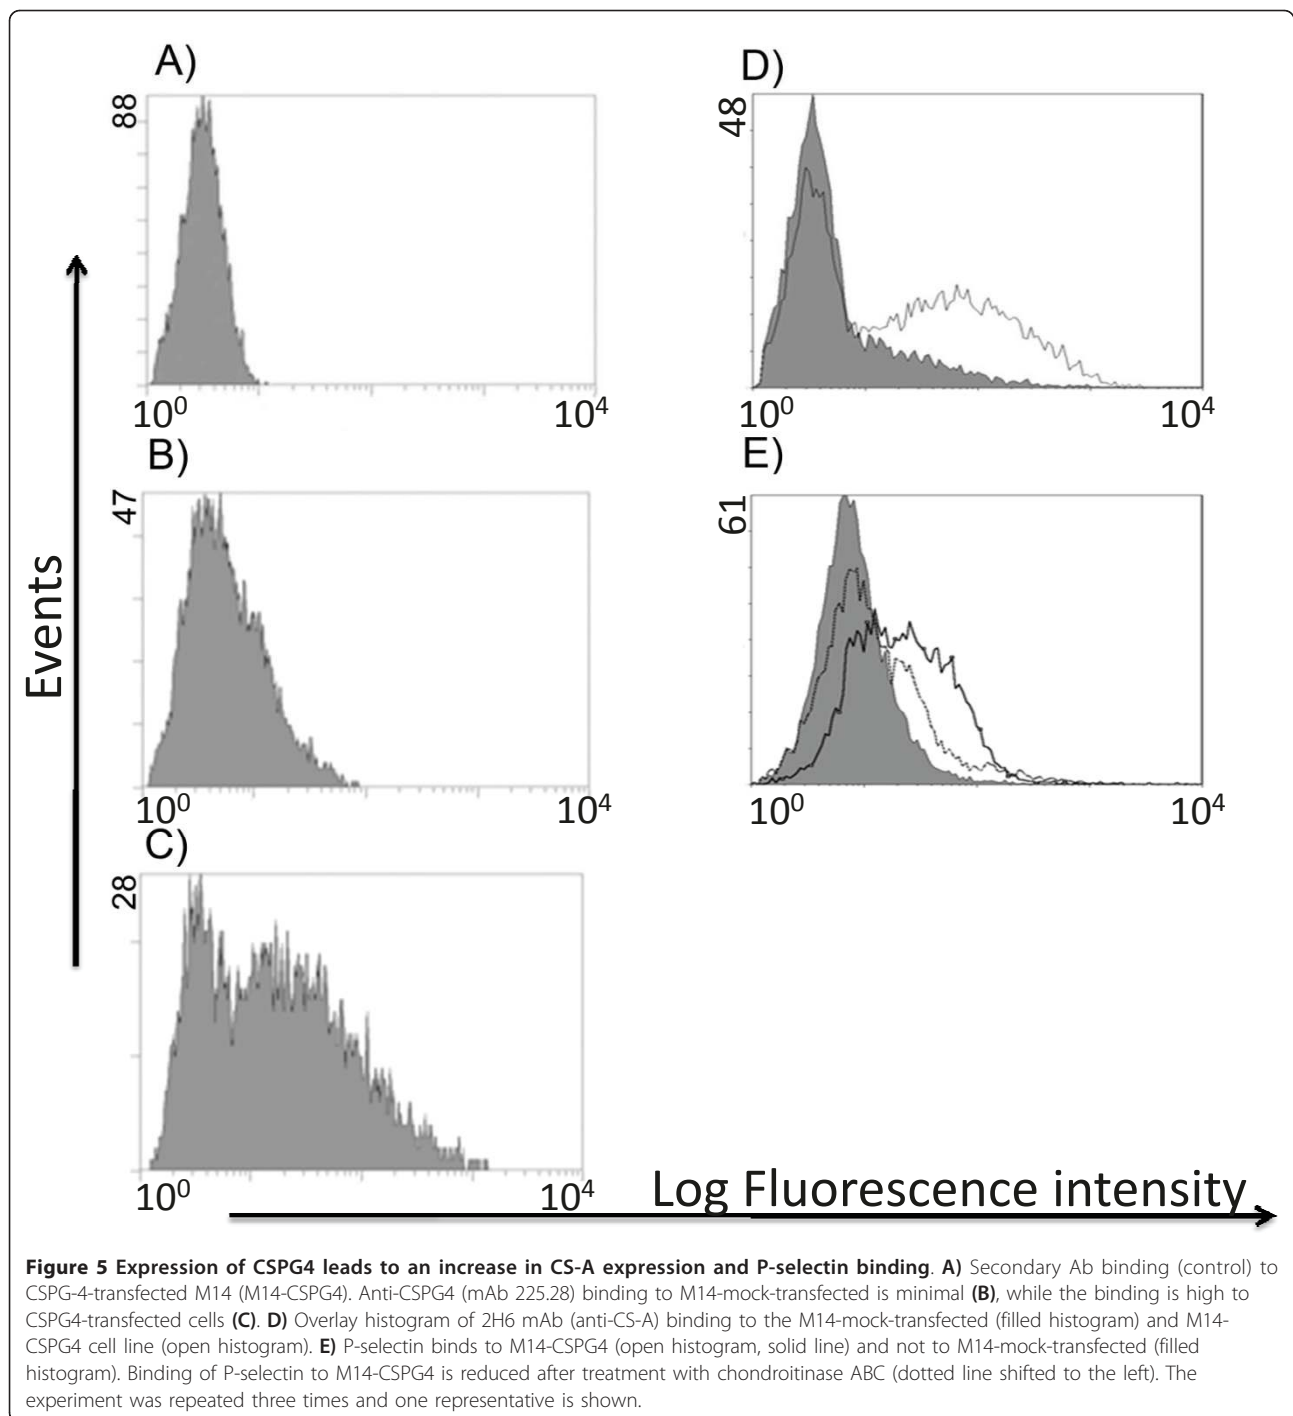 A)
88
10⁰ 10⁴
B)
47
10⁰ 10⁴
C)
28
10⁰ 10⁴
D)
48
10⁰ 10⁴
E)
61
10⁰ 10⁴
Events
Log Fluorescence intensity
Figure 5 Expression of CSPG4 leads to an increase in CS-A expression and P-selectin binding. A) Secondary Ab binding (control) to
CSPG-4-transfected M14 (M14-CSPG4). Anti-CSPG4 (mAb 225.28) binding to M14-mock-transfected is minimal (B), while the binding is high to
CSPG4-transfected cells (C). D) Overlay histogram of 2H6 mAb (anti-CS-A) binding to the M14-mock-transfected (filled histogram) and M14-
CSPG4 cell line (open histogram). E) P-selectin binds to M14-CSPG4 (open histogram, solid line) and not to M14-mock-transfected (filled
histogram). Binding of P-selectin to M14-CSPG4 is reduced after treatment with chondroitinase ABC (dotted line shifted to the left). The
experiment was repeated three times and one representative is shown.